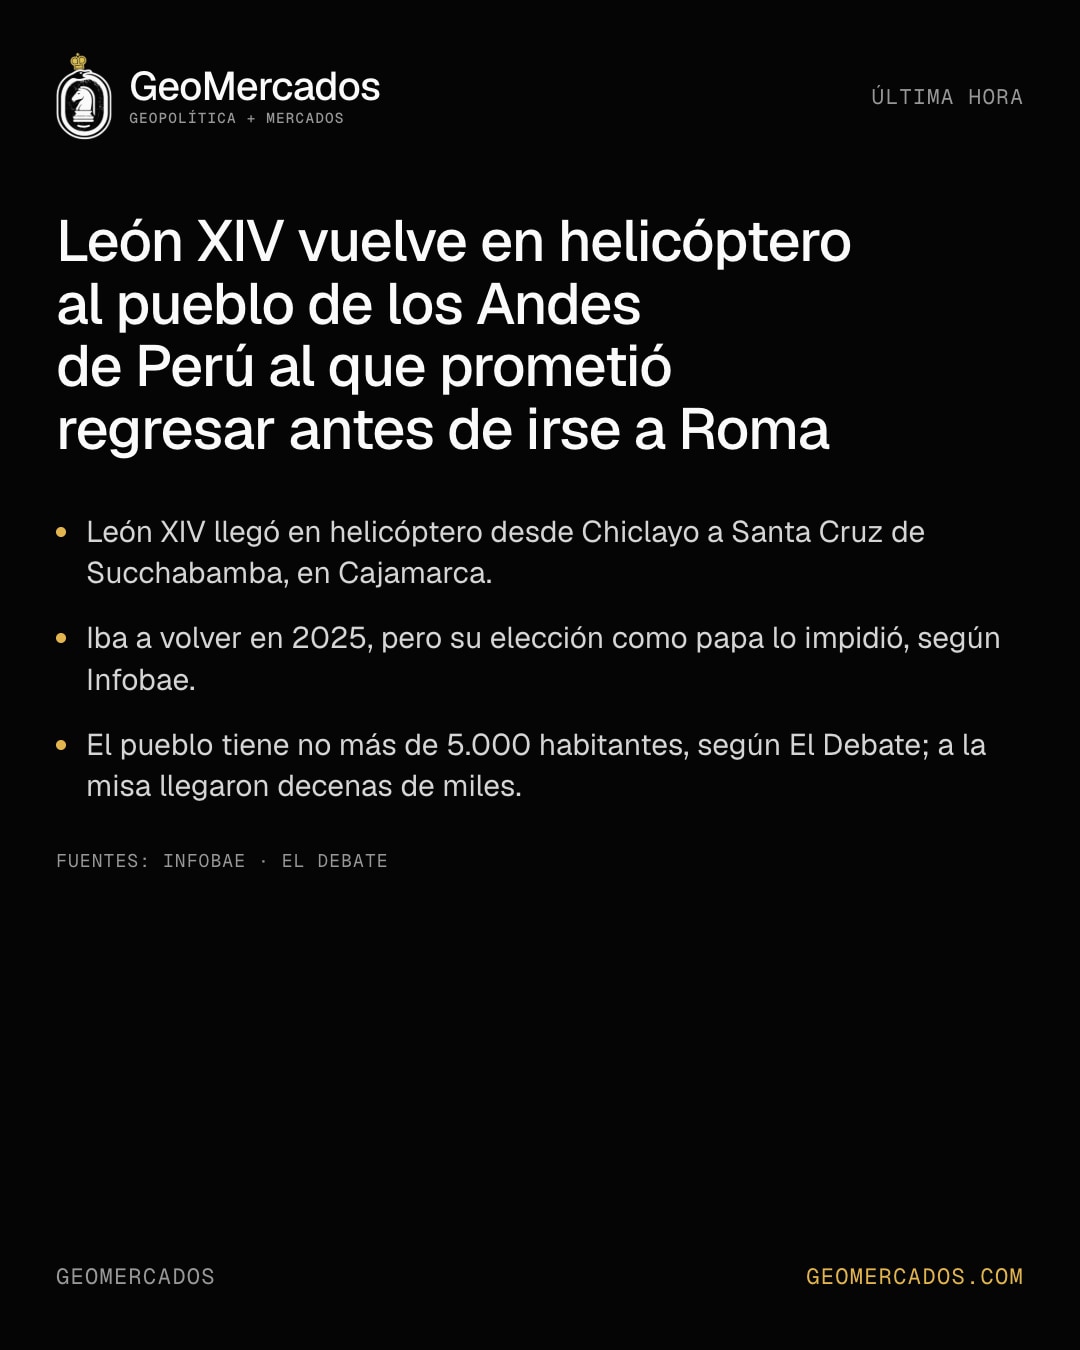 GeoMercados
GEOPOLÍTICA + MERCADOS
ÚLTIMA HORA
León XIV vuelve en helicóptero
al pueblo de los Andes
de Perú al que prometió
regresar antes de irse a Roma
• León XIV llegó en helicóptero desde Chiclayo a Santa Cruz de
Succhabamba, en Cajamarca.
• Iba a volver en 2025, pero su elección como papa lo impidió, según
Infobae.
• El pueblo tiene no más de 5.000 habitantes, según El Debate; a la
misa llegaron decenas de miles.
FUENTES: INFOBAE · EL DEBATE
GEOMERCADOS
GEOMERCADOS.COM